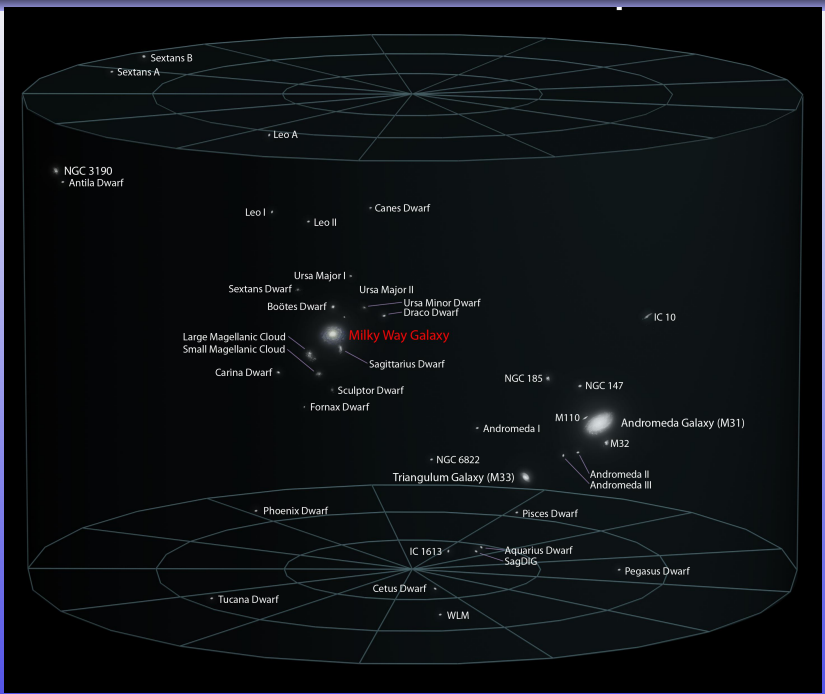 Sextans B
Sextans A
Leo A
NGC 3190
Antila Dwarf
Leo I
Canes Dwarf
Leo II
Ursa Major I
Sextans Dwarf
Ursa Major II
Boötes Dwarf
Ursa Minor Dwarf
Draco Dwarf
IC 10
Milky Way Galaxy
Large Magellanic Cloud
Small Magellanic Cloud
Sagittarius Dwarf
Carina Dwarf
NGC 185
NGC 147
Sculptor Dwarf
Fornax Dwarf
M110
Andromeda Galaxy (M31)
Andromeda I
M32
NGC 6822
Triangulum Galaxy (M33)
Andromeda II
Andromeda III
Phoenix Dwarf
Pisces Dwarf
IC 1613
Aquarius Dwarf
SagDIG
Pegasus Dwarf
Cetus Dwarf
Tucana Dwarf
WLM